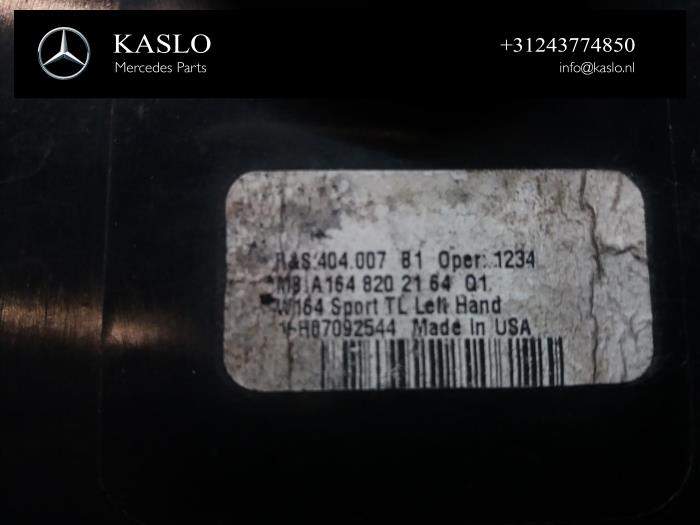 KASLO
Mercedes Parts
+31243774850
info@kaslo.nl
R&S:404.007 B1 Oper: 1234
MB:A164 820 21 64 Q1
W164 Sport TL Left Hand
Made In USA